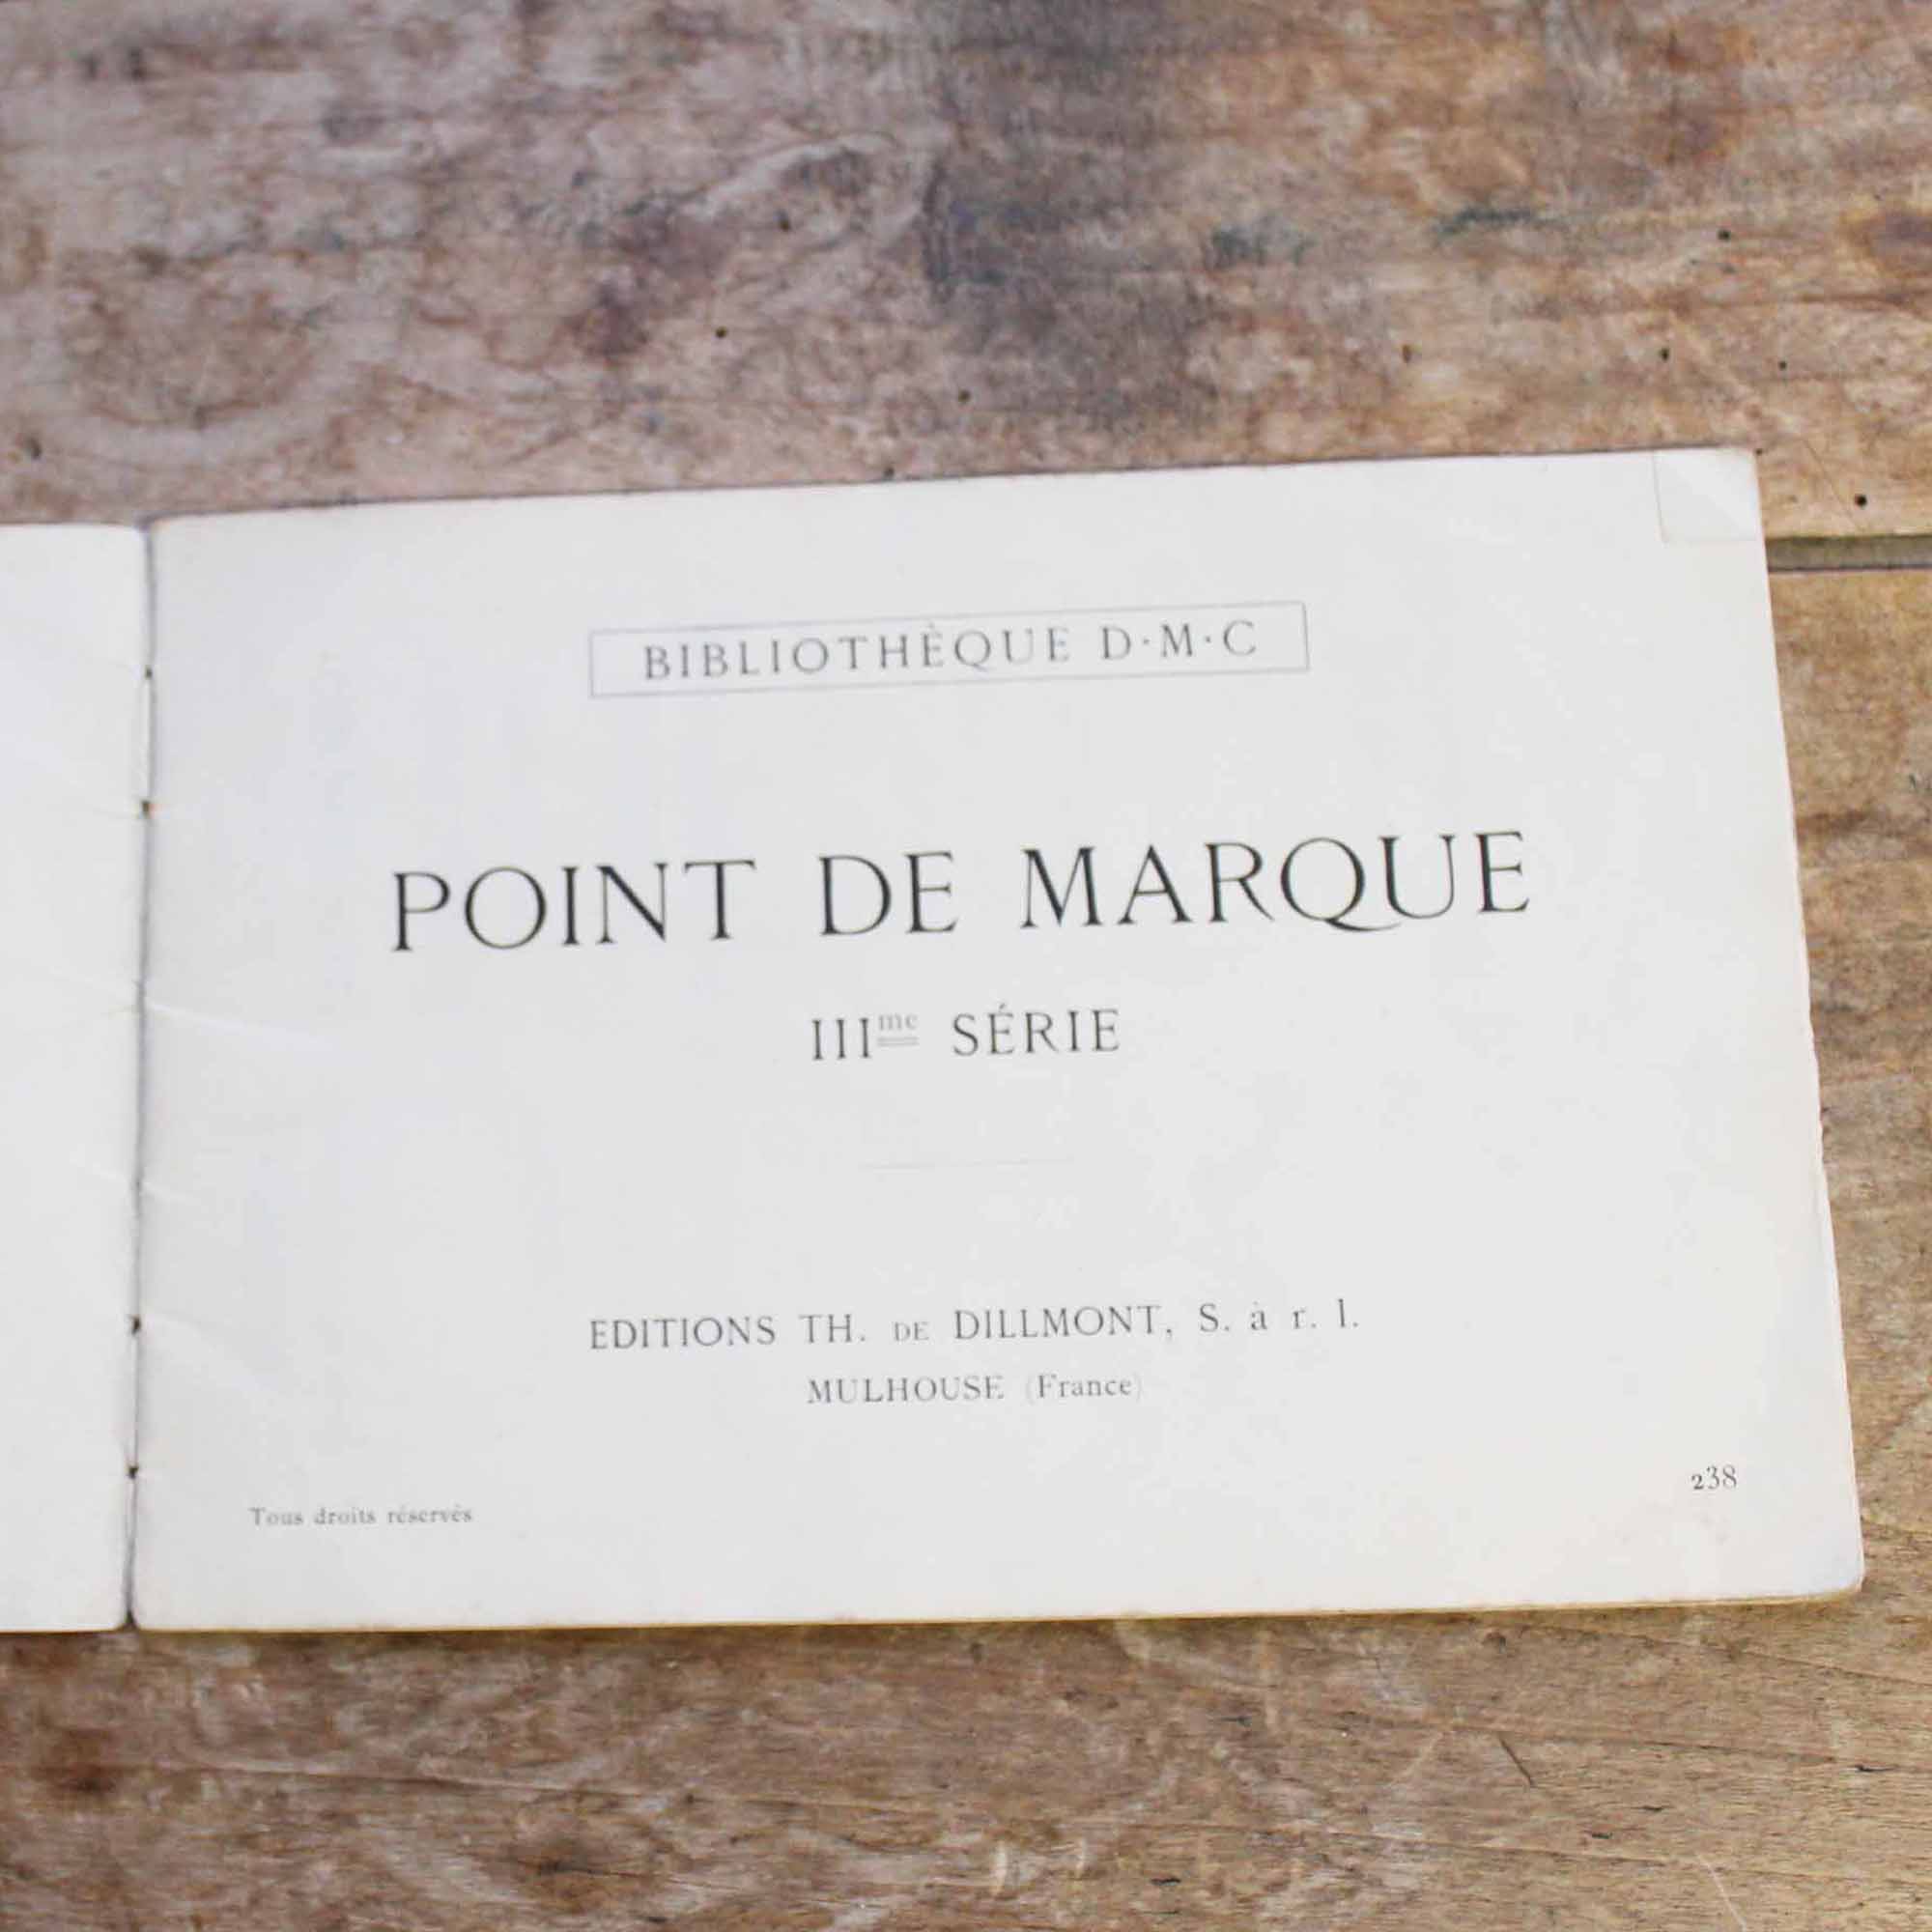 BIBLIOTHÈQUE D·M·C
POINT DE MARQUE
IIIme SÉRIE
EDITIONS TH. DE DILLMONT, S. à r. l.
MULHOUSE (France)
238
Tous droits réservés